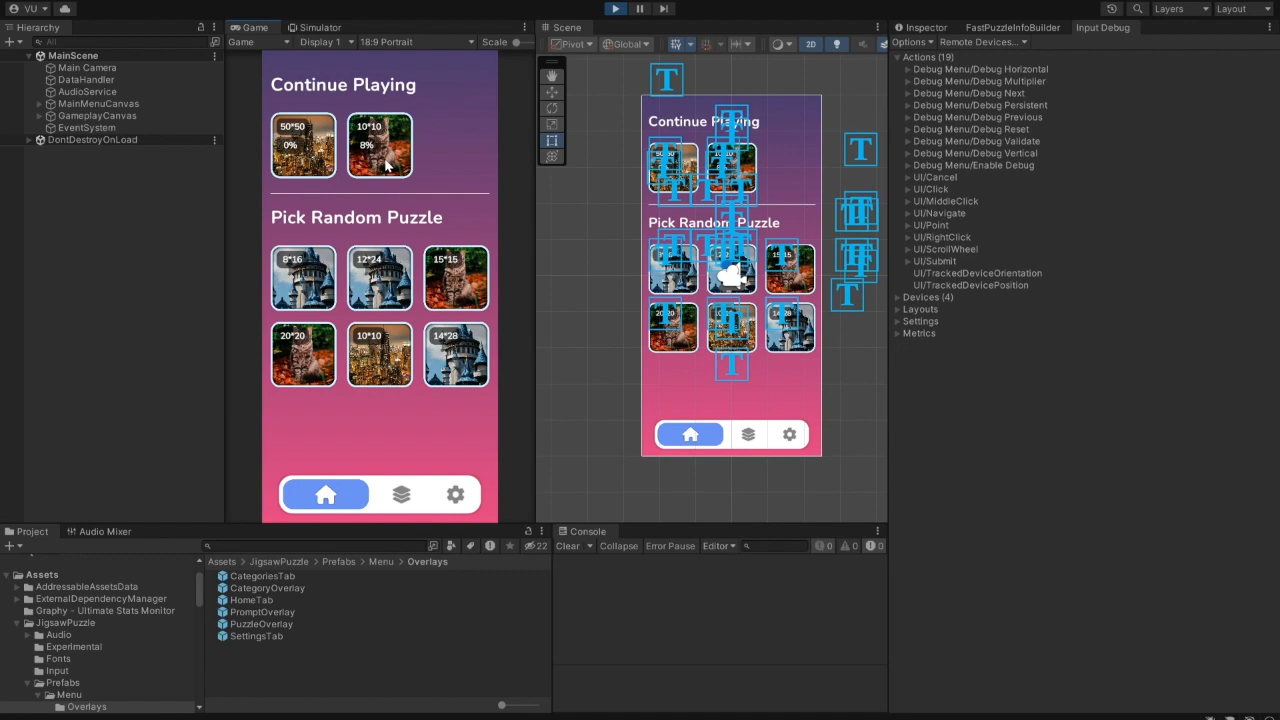 VU
Layers
Layout
Hierarchy
All
MainScene
Main Camera
DataHandler
AudioService
MainMenuCanvas
GameplayCanvas
EventSystem
DontDestroyOnLoad
Game
Simulator
Game
Display 1
18:9 Portrait
Scale
Continue Playing
50*50
0%
10*10
8%
Pick Random Puzzle
8*16
12*24
15*15
20*20
10*10
14*28
Scene
Pivot
Global
2D
Continue Playing
Pick Random Puzzle
Inspector
FastPuzzleInfoBuilder
Input Debug
Options
Remote Devices...
Actions (19)
Debug Menu/Debug Horizontal
Debug Menu/Debug Multiplier
Debug Menu/Debug Next
Debug Menu/Debug Persistent
Debug Menu/Debug Previous
Debug Menu/Debug Reset
Debug Menu/Debug Validate
Debug Menu/Debug Vertical
Debug Menu/Enable Debug
UI/Cancel
UI/Click
UI/MiddleClick
UI/Navigate
UI/Point
UI/RightClick
UI/ScrollWheel
UI/Submit
UI/TrackedDeviceOrientation
UI/TrackedDevicePosition
Devices (4)
Layouts
Settings
Metrics
Project
Audio Mixer
22
Assets
AddressableAssetsData
ExternalDependencyManager
Graphy - Ultimate Stats Monitor
JigsawPuzzle
Audio
Experimental
Fonts
Input
Prefabs
Menu
Overlays
Assets
JigsawPuzzle
Prefabs
Menu
Overlays
CategoriesTab
CategoryOverlay
HomeTab
PromptOverlay
PuzzleOverlay
SettingsTab
Console
Clear
Collapse
Error Pause
Editor
0
0
0